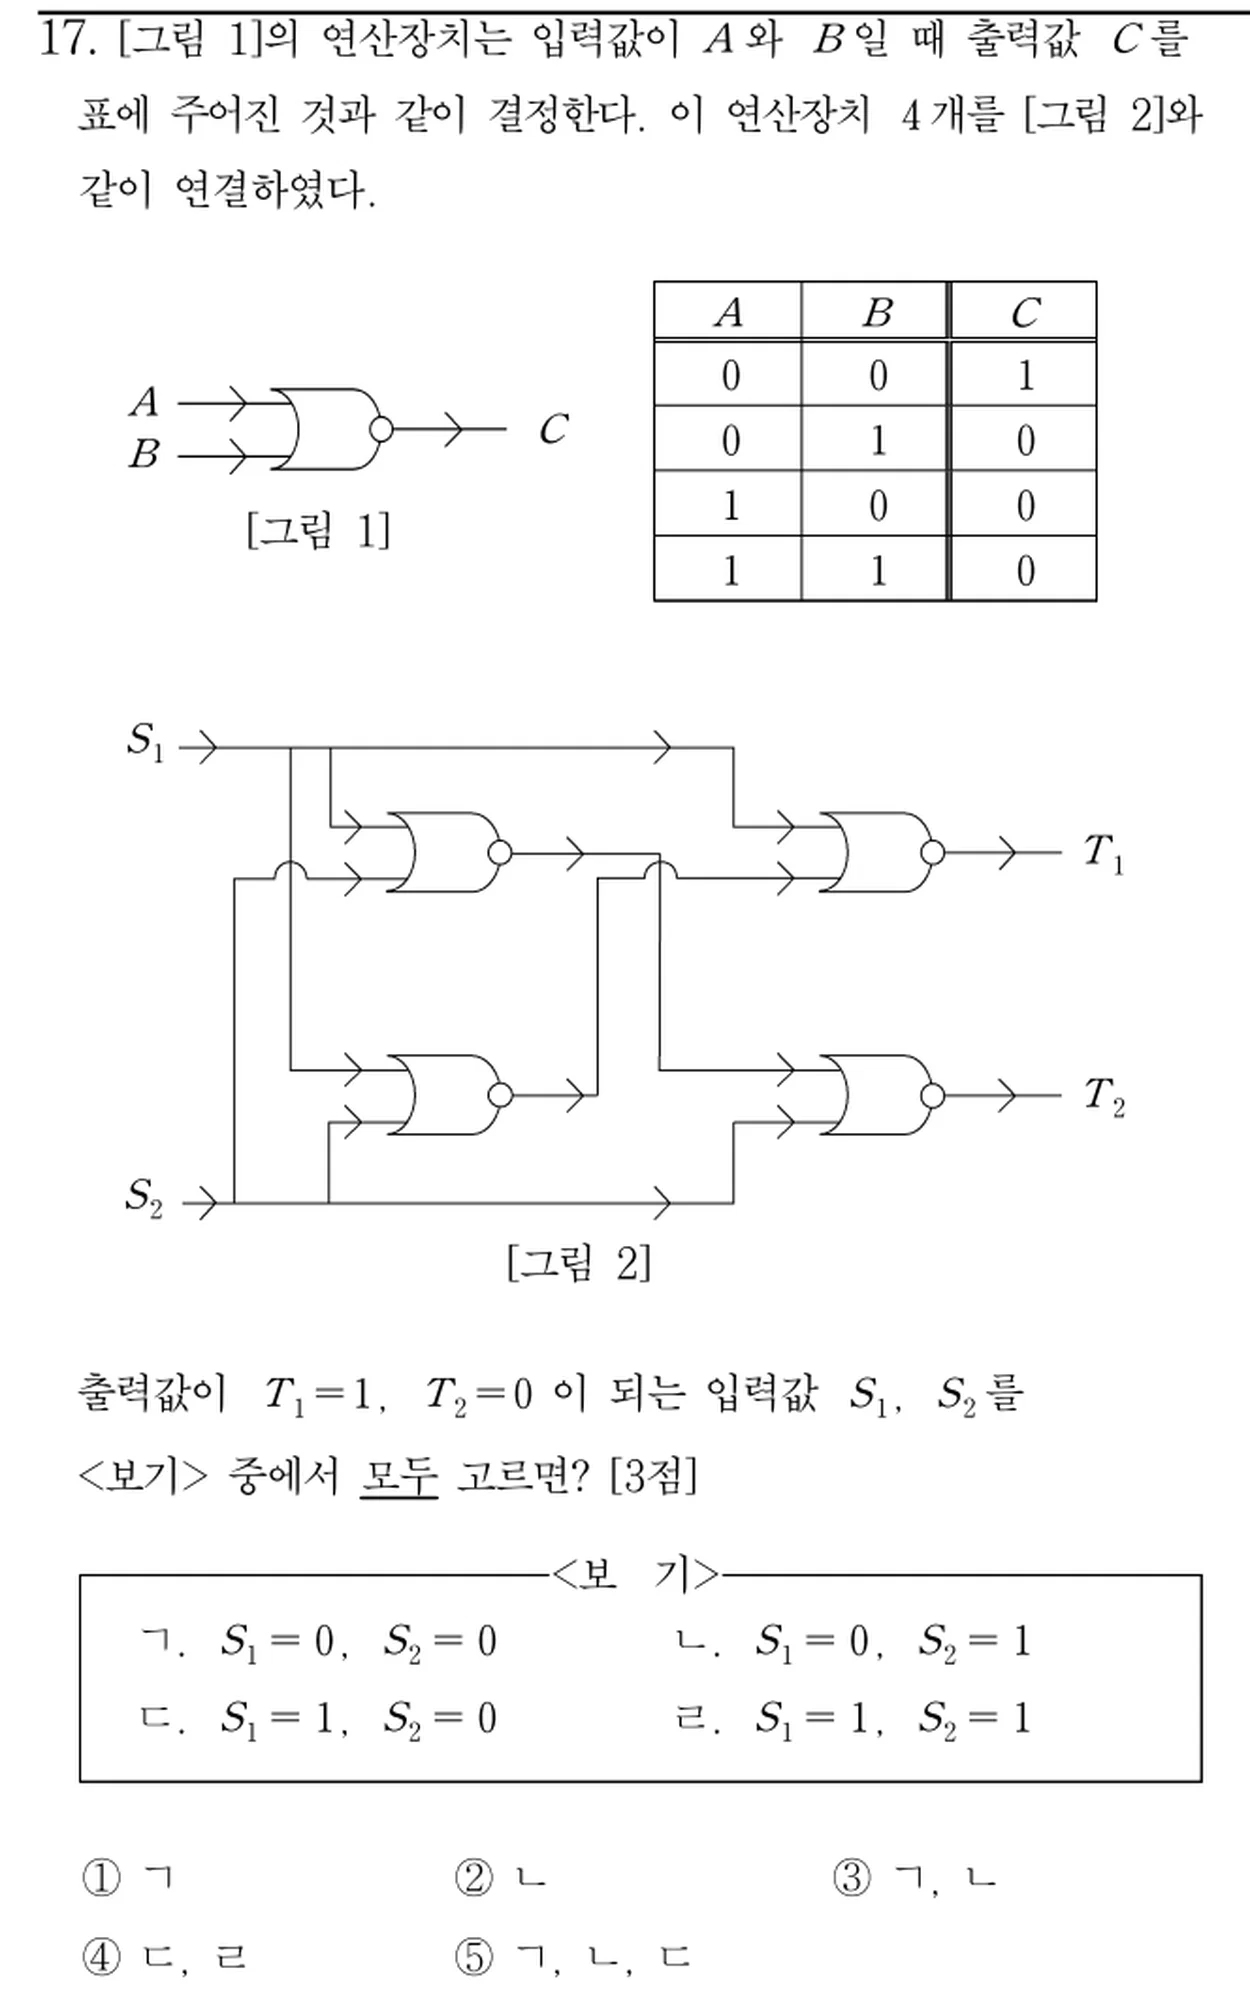 17. [그림 1]의 연산장치는 입력값이 A와 B일 때 출력값 C를
표에 주어진 것과 같이 결정한다. 이 연산장치 4개를 [그림 2]와
같이 연결하였다.
A B C
0 0 1
0 1 0
1 0 0
1 1 0
A
B
C
[그림 1]
S₁
T₁
T₂
S₂
[그림 2]
출력값이 T₁=1, T₂=0 이 되는 입력값 S₁, S₂를
<보기> 중에서 모두 고르면? [3점]
<보 기>
ㄱ. S₁= 0, S₂= 0 ㄴ. S₁= 0, S₂= 1
ㄷ. S₁= 1, S₂= 0 ㄹ. S₁= 1, S₂= 1
① ㄱ ② ㄴ ③ ㄱ, ㄴ
④ ㄷ, ㄹ ⑤ ㄱ, ㄴ, ㄷ